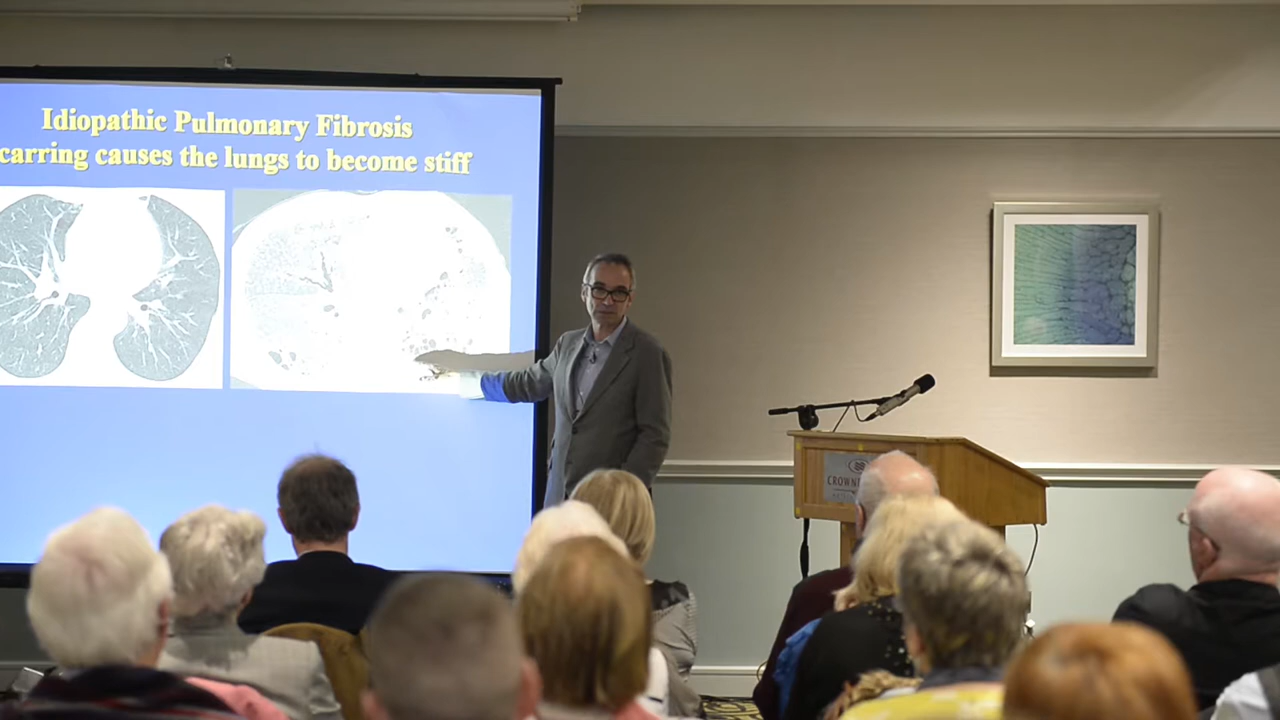 Idiopathic Pulmonary Fibrosis
carring causes the lungs to become stiff